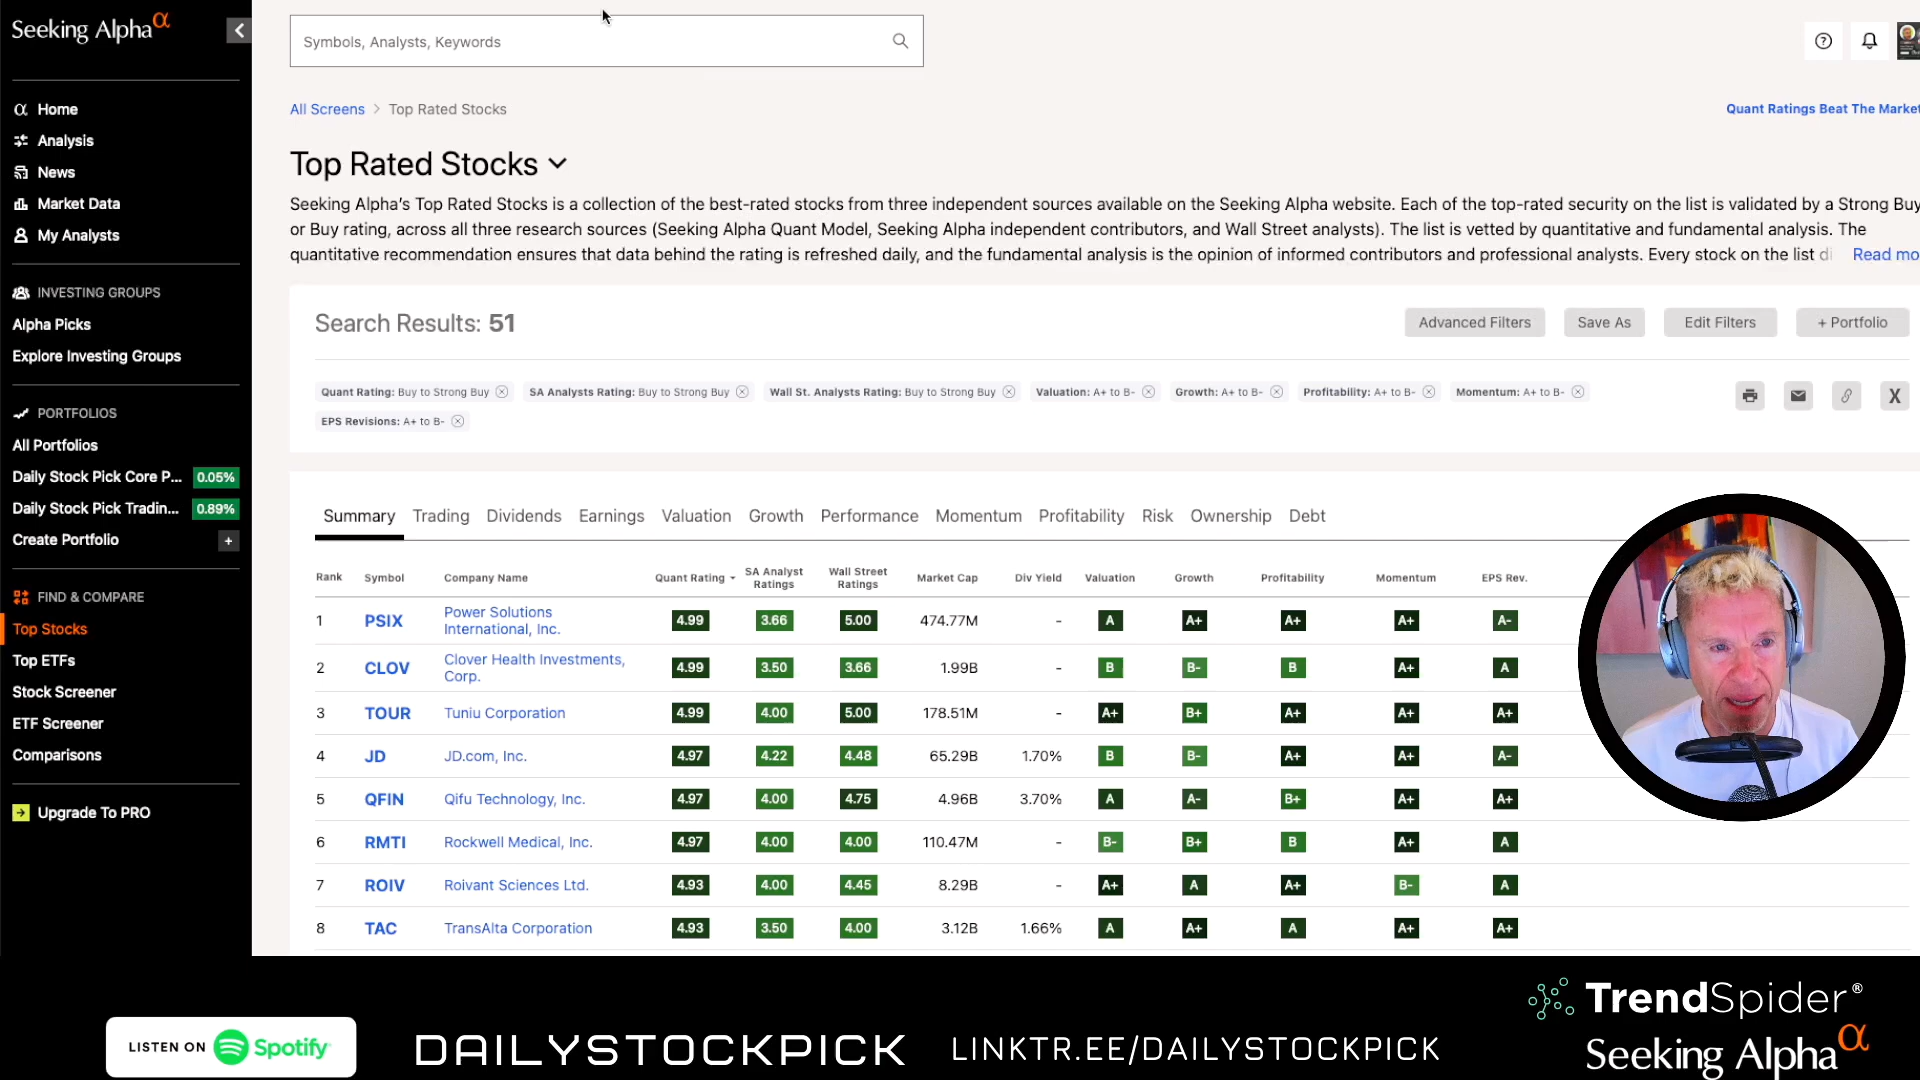 Seeking Alpha α
Symbols, Analysts, Keywords
Home
Analysis
News
Market Data
My Analysts
INVESTING GROUPS
Alpha Picks
Explore Investing Groups
PORTFOLIOS
All Portfolios
Daily Stock Pick Core P... 0.05%
Daily Stock Pick Tradin... 0.89%
Create Portfolio +
FIND & COMPARE
Top Stocks
Top ETFs
Stock Screener
ETF Screener
Comparisons
Upgrade To PRO
All Screens > Top Rated Stocks
Quant Ratings Beat The Market
Top Rated Stocks
Seeking Alpha's Top Rated Stocks is a collection of the best-rated stocks from three independent sources available on the Seeking Alpha website. Each of the top-rated security on the list is validated by a Strong Buy
or Buy rating, across all three research sources (Seeking Alpha Quant Model, Seeking Alpha independent contributors, and Wall Street analysts). The list is vetted by quantitative and fundamental analysis. The
quantitative recommendation ensures that data behind the rating is refreshed daily, and the fundamental analysis is the opinion of informed contributors and professional analysts. Every stock on the list di Read mo
Search Results: 51
Advanced Filters Save As Edit Filters + Portfolio
Quant Rating: Buy to Strong Buy SA Analysts Rating: Buy to Strong Buy Wall St. Analysts Rating: Buy to Strong Buy Valuation: A+ to B- Growth: A+ to B- Profitability: A+ to B- Momentum: A+ to B-
EPS Revisions: A+ to B-
X
Summary Trading Dividends Earnings Valuation Growth Performance Momentum Profitability Risk Ownership Debt
Rank Symbol Company Name Quant Rating SA Analyst Ratings Wall Street Ratings Market Cap Div Yield Valuation Growth Profitability Momentum EPS Rev.
1 PSIX Power Solutions International, Inc. 4.99 3.66 5.00 474.77M - A A+ A+ A+ A-
2 CLOV Clover Health Investments, Corp. 4.99 3.50 3.66 1.99B - B B- B A+ A
3 TOUR Tuniu Corporation 4.99 4.00 5.00 178.51M - A+ B+ A+ A+ A+
4 JD JD.com, Inc. 4.97 4.22 4.48 65.29B 1.70% B B- A+ A+ A-
5 QFIN Qifu Technology, Inc. 4.97 4.00 4.75 4.96B 3.70% A A- B+ A+ A+
6 RMTI Rockwell Medical, Inc. 4.97 4.00 4.00 110.47M - B- B+ B A+ A
7 ROIV Roivant Sciences Ltd. 4.93 4.00 4.45 8.29B - A+ A A+ B- A
8 TAC TransAlta Corporation 4.93 3.50 4.00 3.12B 1.66% A A+ A A+ A+
LISTEN ON Spotify
DAILYSTOCKPICK
LINKTR.EE/DAILYSTOCKPICK
TrendSpider®
Seeking Alpha α